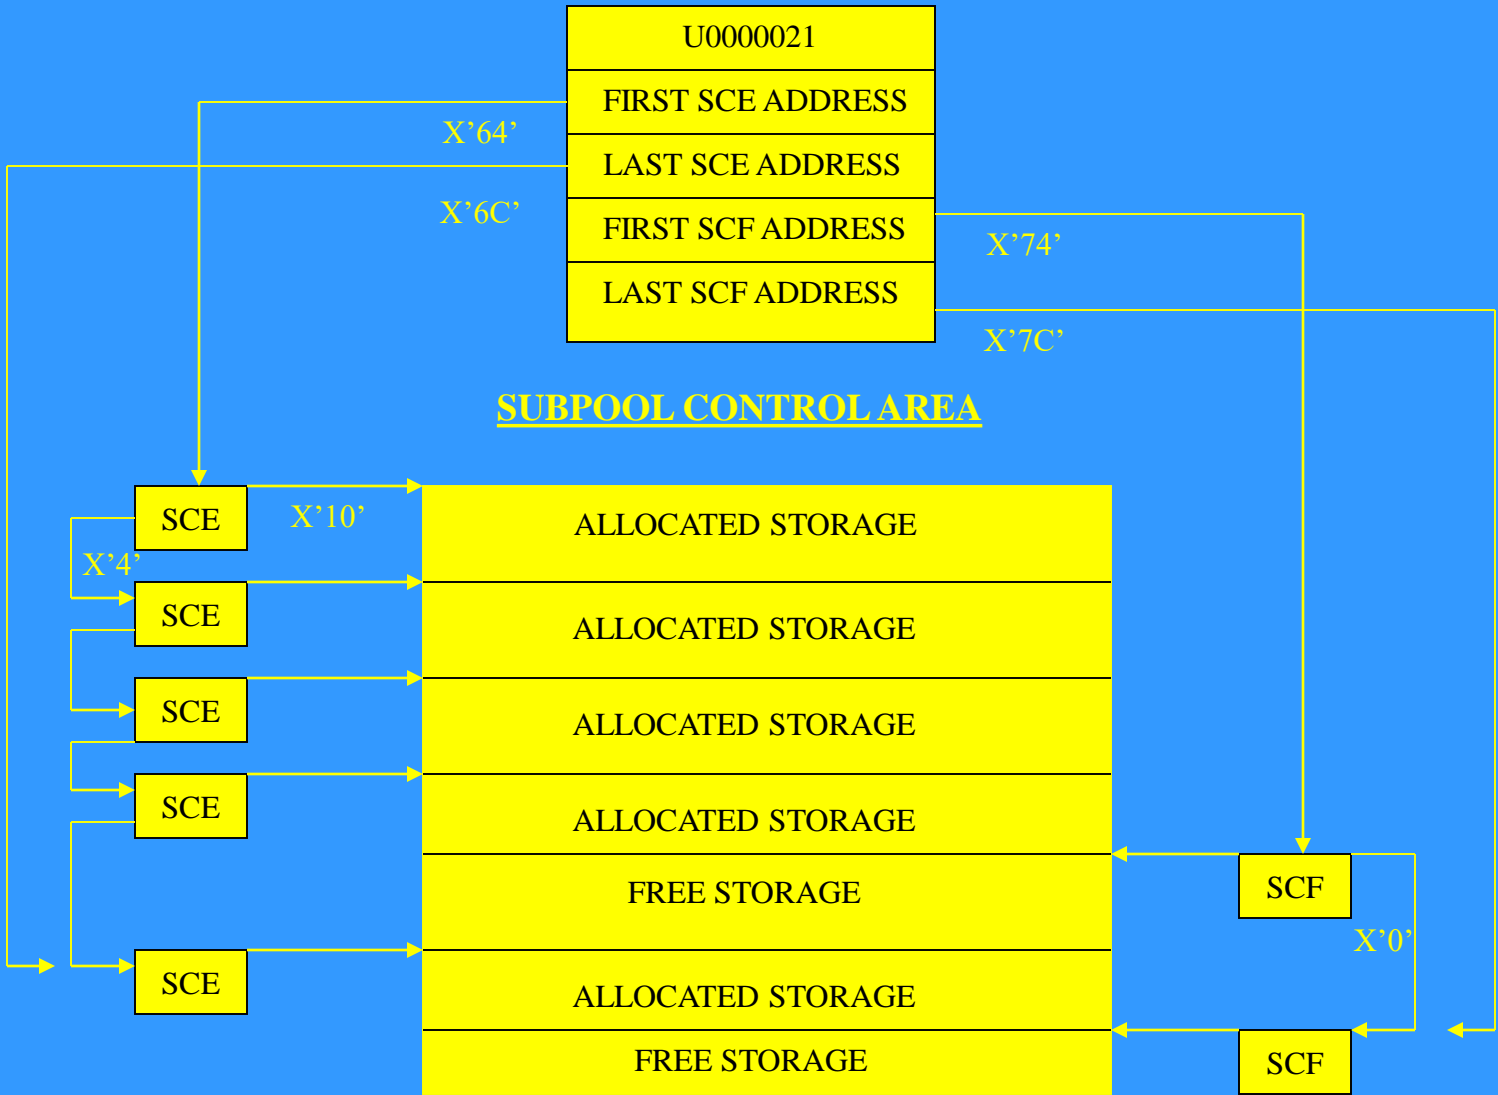 U0000021
FIRST SCE ADDRESS
X’64’
LAST SCE ADDRESS
X’6C’
FIRST SCF ADDRESS
X’74’
LAST SCF ADDRESS
X’7C’
SUBPOOL CONTROL AREA
SCE
X’10’
ALLOCATED STORAGE
X’4’
SCE
ALLOCATED STORAGE
SCE
ALLOCATED STORAGE
SCE
ALLOCATED STORAGE
FREE STORAGE
SCF
X’0’
SCE
ALLOCATED STORAGE
FREE STORAGE
SCF